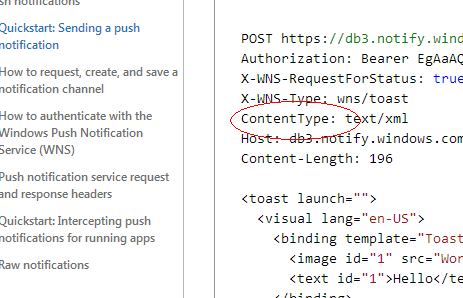 Quickstart: Sending a push
notification
How to request, create, and save a
notification channel
How to authenticate with the
Windows Push Notification
Service (WNS)
Push notification service request
and response headers
Quickstart: Intercepting push
notifications for running apps
Raw notifications
POST https://db3.notify.win
Authorization: Bearer EgAaAQ
X-WNS-RequestForStatus: true
X-WNS-Type: wns/toast
ContentType: text/xml
Host: db3.notify.windows.com
Content-Length: 196
<toast launch="">
<visual lang="en-US">
<binding template="Toast
<image id="1" src="Wor
<text id="1">Hello</te
</binding>